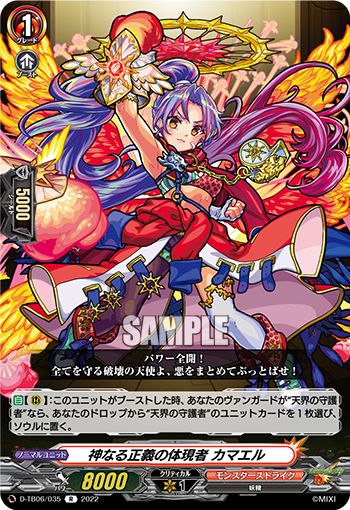 1
グレード
ブースト
5000
シールド
SAMPLE
パワー全開!
全てを守る破壊の天使よ、悪をまとめてぶっとばせ!
自【R】:このユニットがブーストした時、あなたのヴァンガードが“天界の守護
者”なら、あなたのドロップから“天界の守護者”のユニットカードを1枚選び、
ソウルに置く。
ノーマルユニット
神なる正義の体現者 カマエル
パワー 8000
クリティカル
1
モンスターストライク
妖精
D-TB06/035 R 2022
©MIXI